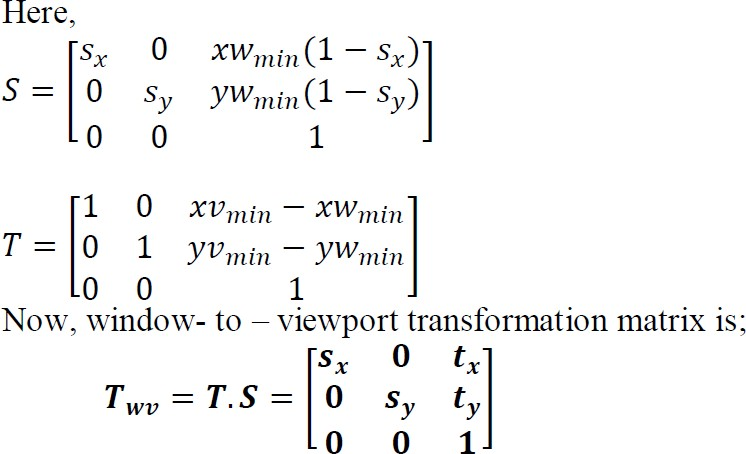 Here,
S = [s_x 0 xw_min(1 − s_x)
0 s_y yw_min(1 − s_y)
0 0 1]
T = [1 0 xv_min − xw_min
0 1 yv_min − yw_min
0 0 1]
Now, window- to – viewport transformation matrix is;
T_wv = T.S = [s_x 0 t_x
0 s_y t_y
0 0 1]